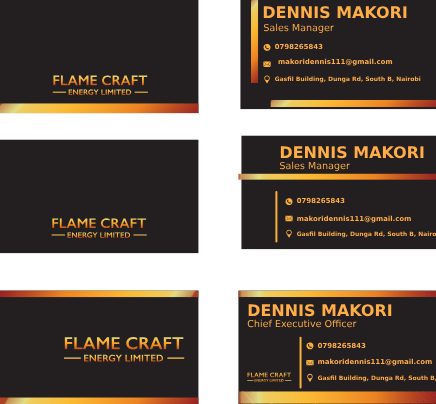 FLAME CRAFT
ENERGY LIMITED
DENNIS MAKORI
Sales Manager
0798265843
makoridennis111@gmail.com
Gasfil Building, Dunga Rd, South B, Nairobi
FLAME CRAFT
ENERGY LIMITED
DENNIS MAKORI
Sales Manager
0798265843
makoridennis111@gmail.com
Gasfil Building, Dunga Rd, South B, Nairo
FLAME CRAFT
ENERGY LIMITED
DENNIS MAKORI
Chief Executive Officer
0798265843
makoridennis111@gmail.com
Gasfil Building, Dunga Rd, South B,
FLAME CRAFT
ENERGY LIMITED